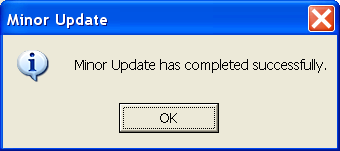 Minor Update
Minor Update has completed successfully.
OK